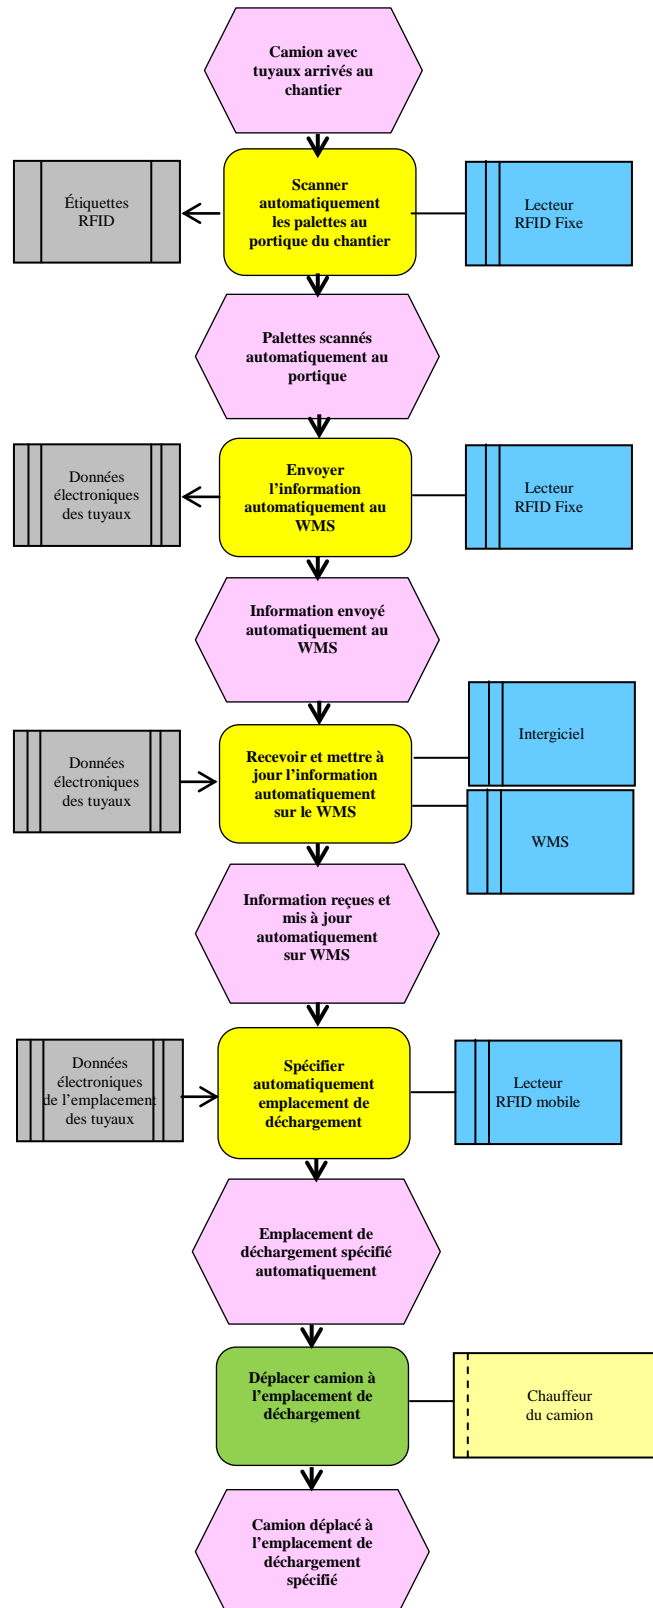 Camion avec
tuyaux arrivés au
chantier
Étiquettes
RFID
Scanner
automatiquement
les palettes au
portique du chantier
Lecteur
RFID Fixe
Palettes scannés
automatiquement au
portique
Données
électroniques
des tuyaux
Envoyer
l'information
automatiquement au
WMS
Lecteur
RFID Fixe
Information envoyé
automatiquement au
WMS
Données
électroniques
des tuyaux
Recevoir et mettre à
jour l'information
automatiquement
sur le WMS
Intergiciel
WMS
Information reçues et
mis à jour
automatiquement
sur WMS
Données
électroniques
de l'emplacement
des tuyaux
Spécifier
automatiquement
emplacement de
déchargement
Lecteur
RFID mobile
Emplacement de
déchargement spécifié
automatiquement
Déplacer camion à
l'emplacement de
déchargement
Chauffeur
du camion
Camion déplacé à
l'emplacement de
déchargement
spécifié